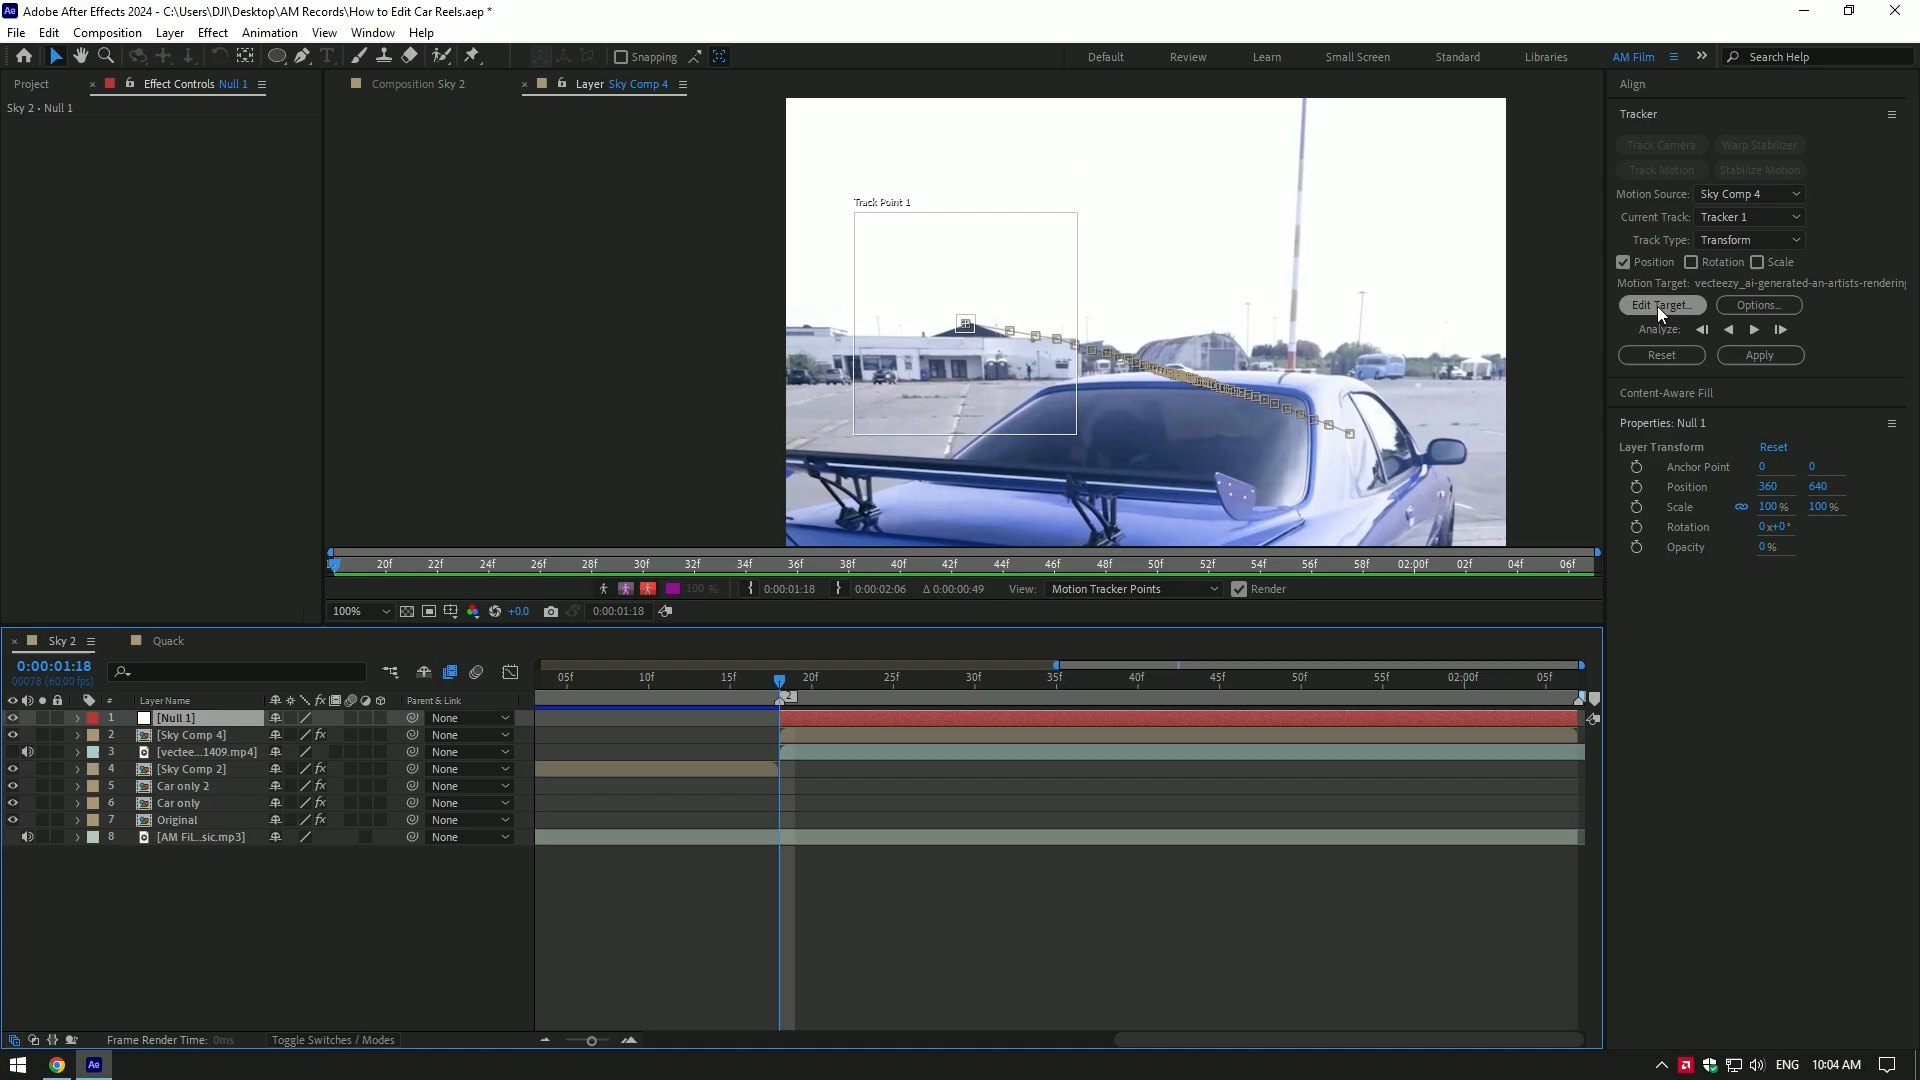 Adobe After Effects 2024 - C:\Users\DJI\Desktop\AM Records\How to Edit Car Reels.aep *
File Edit Composition Layer Effect Animation View Window Help
Snapping
Default Review Learn Small Screen Standard Libraries AM Film Search Help
Project Effect Controls Null 1
Composition Sky 2 Layer Sky Comp 4
Align
Sky 2 • Null 1
Tracker
Track Camera Warp Stabilizer
Track Motion Stabilize Motion
Motion Source: Sky Comp 4
Current Track: Tracker 1
Track Type: Transform
Position Rotation Scale
Motion Target: vecteezy_ai-generated-an-artists-rendering
Edit Target... Options...
Analyze:
Reset Apply
Content-Aware Fill
Properties: Null 1
Layer Transform Reset
Anchor Point 0 0
Position 360 640
Scale 100 % 100 %
Rotation 0x+0°
Opacity 0 %
Track Point 1
20f 22f 24f 26f 28f 30f 32f 34f 36f 38f 40f 42f 44f 46f 48f 50f 52f 54f 56f 58f 02:00f 02f 04f 06f
100 % 0:00:01:18 0:00:02:06 Δ 0:00:00:49 View: Motion Tracker Points Render
100% +0.0 0:00:01:18
Sky 2 Quack
0:00:01:18
00078 (60.00 fps)
05f 10f 15f 20f 25f 30f 35f 40f 45f 50f 55f 02:00f 05f
# Layer Name Parent & Link
2
1 [Null 1] None
2 [Sky Comp 4] fx None
3 [vectee...1409.mp4] None
4 [Sky Comp 2] fx None
5 Car only 2 fx None
6 Car only fx None
7 Original fx None
8 [AM Fil...sic.mp3] None
Frame Render Time: 0ms Toggle Switches / Modes
Ae ENG 10:04 AM